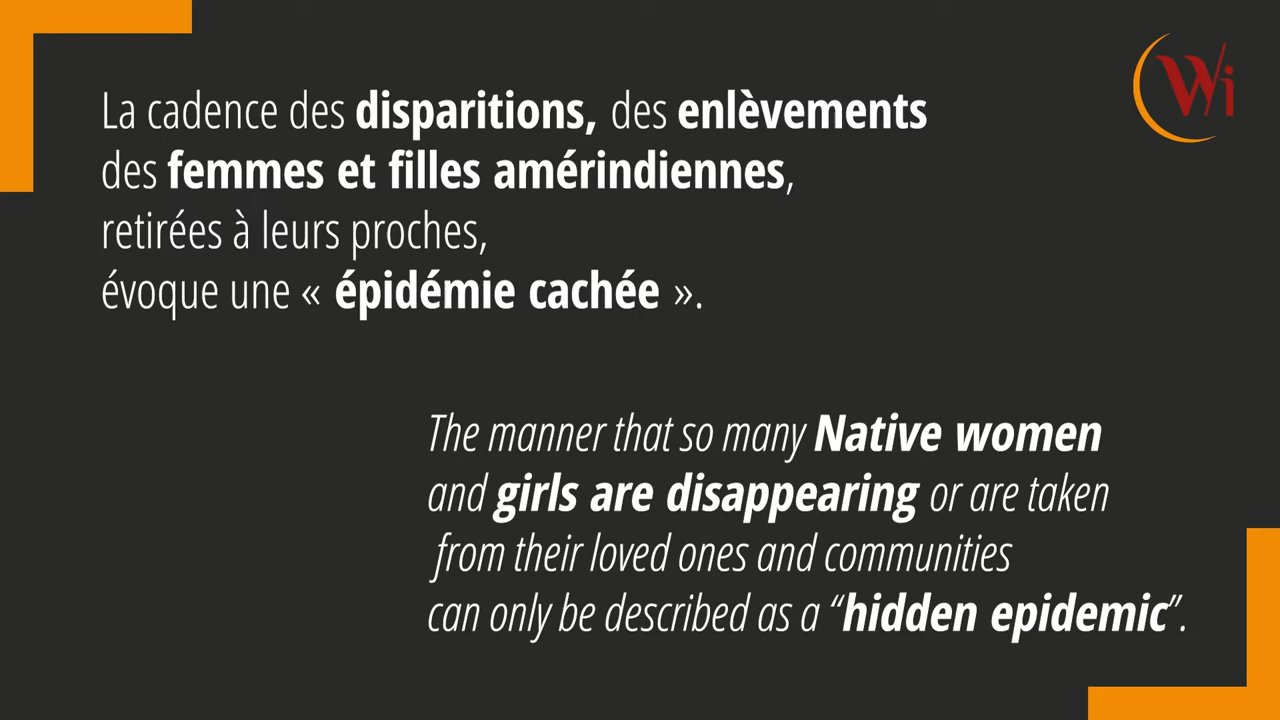 Wi
La cadence des disparitions, des enlèvements
des femmes et filles amérindiennes,
retirées à leurs proches,
évoque une « épidémie cachée ».
The manner that so many Native women
and girls are disappearing or are taken
from their loved ones and communities
can only be described as a “hidden epidemic”.